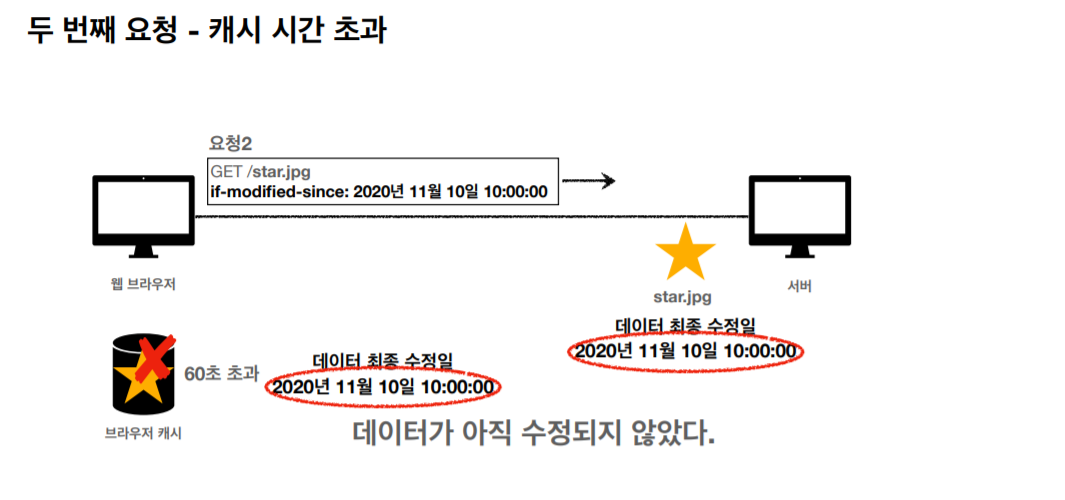 두 번째 요청 - 캐시 시간 초과
요청2
GET /star.jpg
if-modified-since: 2020년 11월 10일 10:00:00
웹 브라우저
서버
star.jpg
데이터 최종 수정일
2020년 11월 10일 10:00:00
60초 초과
데이터 최종 수정일
2020년 11월 10일 10:00:00
브라우저 캐시
데이터가 아직 수정되지 않았다.